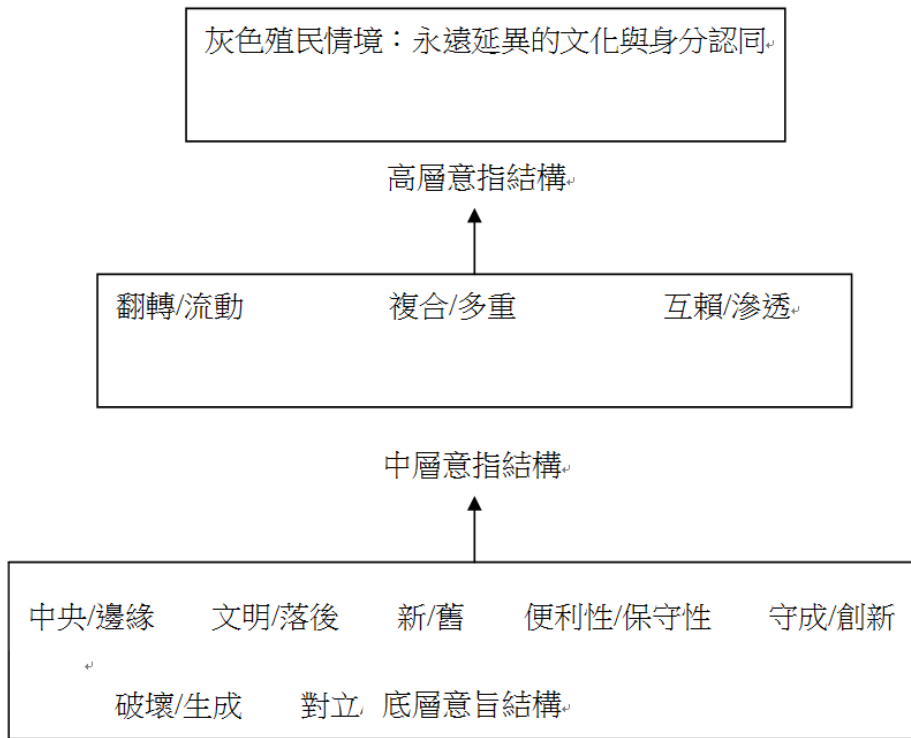 灰色殖民情境：永遠延異的文化與身分認同
高層意指結構
翻轉/流動 複合/多重 互賴/滲透
中層意指結構
中央/邊緣 文明/落後 新/舊 便利性/保守性 守成/創新
破壞/生成 對立/ 底層意旨結構